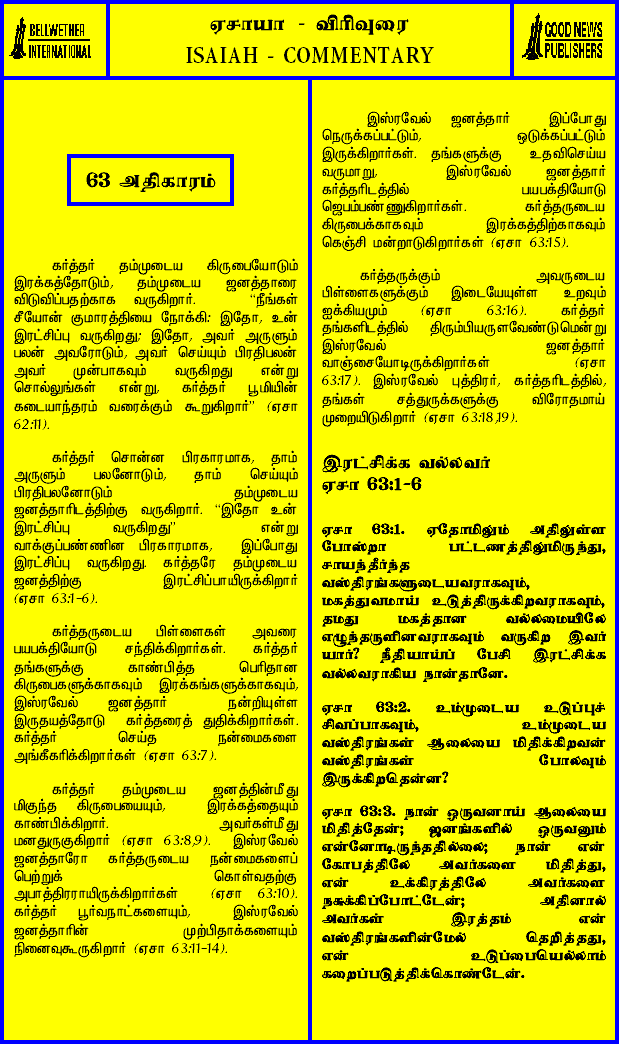 BELLWETHER
INTERNATIONAL
ஏசாயா - விரிவுரை
ISAIAH - COMMENTARY
GOOD NEWS
PUBLISHERS
63 அதிகாரம்
கர்த்தர் தம்முடைய கிருபையோடும்
இரக்கத்தோடும், தம்முடைய ஜனத்தாரை
விடுவிப்பதற்காக வருகிறார். "நீங்கள்
சீயோன் குமாரத்தியை நோக்கி: இதோ, உன்
இரட்சிப்பு வருகிறது; இதோ, அவர் அருளும்
பலன் அவரோடும், அவர் செய்யும் பிரதிபலன்
அவர் முன்பாகவும் வருகிறது என்று
சொல்லுங்கள் என்று, கர்த்தர் பூமியின்
கடையாந்தரம் வரைக்கும் கூறுகிறார்" (ஏசா
62:11).
கர்த்தர் சொன்ன பிரகாரமாக, தாம்
அருளும் பலனோடும், தாம் செய்யும்
பிரதிபலனோடும் தம்முடைய
ஜனத்தாரிடத்திற்கு வருகிறார். "இதோ உன்
இரட்சிப்பு வருகிறது" என்று
வாக்குப்பண்ணின பிரகாரமாக, இப்போது
இரட்சிப்பு வருகிறது. கர்த்தரே தம்முடைய
ஜனத்திற்கு இரட்சிப்பாயிருக்கிறார்
(ஏசா 63:1-6).
கர்த்தருடைய பிள்ளைகள் அவரை
பயபக்தியோடு சந்திக்கிறார்கள். கர்த்தர்
தங்களுக்கு காண்பித்த பெரிதான
கிருபைகளுக்காகவும் இரக்கங்களுக்காகவும்,
இஸ்ரவேல் ஜனத்தார் நன்றியுள்ள
இருதயத்தோடு கர்த்தரைத் துதிக்கிறார்கள்.
கர்த்தர் செய்த நன்மைகளை
அங்கீகரிக்கிறார்கள் (ஏசா 63:7).
கர்த்தர் தம்முடைய ஜனத்தின்மீது
மிகுந்த கிருபையையும், இரக்கத்தையும்
காண்பிக்கிறார். அவர்கள்மீது
மனதுருகுகிறார் (ஏசா 63:8,9). இஸ்ரவேல்
ஜனத்தாரோ கர்த்தருடைய நன்மைகளைப்
பெற்றுக் கொள்வதற்கு
அபாத்திரராயிருக்கிறார்கள் (ஏசா 63:10).
கர்த்தர் பூர்வநாட்களையும், இஸ்ரவேல்
ஜனத்தாரின் முற்பிதாக்களையும்
நினைவுகூருகிறார் (ஏசா 63:11-14).
இஸ்ரவேல் ஜனத்தார் இப்போது
நெருக்கப்பட்டும், ஒடுக்கப்பட்டும்
இருக்கிறார்கள். தங்களுக்கு உதவிசெய்ய
வருமாறு, இஸ்ரவேல் ஜனத்தார்
கர்த்தரிடத்தில் பயபக்தியோடு
ஜெபம்பண்ணுகிறார்கள். கர்த்தருடைய
கிருபைக்காகவும் இரக்கத்திற்காகவும்
கெஞ்சி மன்றாடுகிறார்கள் (ஏசா 63:15).
கர்த்தருக்கும் அவருடைய
பிள்ளைகளுக்கும் இடையேயுள்ள உறவும்
ஐக்கியமும் (ஏசா 63:16). கர்த்தர்
தங்களிடத்தில் திரும்பியருளவேண்டுமென்று
இஸ்ரவேல் ஜனத்தார்
வாஞ்சையோடிருக்கிறார்கள் (ஏசா
63:17). இஸ்ரவேல் புத்திரர், கர்த்தரிடத்தில்,
தங்கள் சத்துருக்களுக்கு விரோதமாய்
முறையிடுகிறார் (ஏசா 63:18,19).
இரட்சிக்க வல்லவர்
ஏசா 63:1-6
ஏசா 63:1. ஏதோமிலும் அதிலுள்ள
போஸ்றா பட்டணத்திலுமிருந்து,
சாயந்தீர்ந்த
வஸ்திரங்களுடையவராகவும்,
மகத்துவமாய் உடுத்திருக்கிறவராகவும்,
தமது மகத்தான வல்லமையிலே
எழுந்தருளினவராகவும் வருகிற இவர்
யார்? நீதியாய்ப் பேசி இரட்சிக்க
வல்லவராகிய நான்தானே.
ஏசா 63:2. உம்முடைய உடுப்புச்
சிவப்பாகவும், உம்முடைய
வஸ்திரங்கள் ஆலையை மிதிக்கிறவன்
வஸ்திரங்கள் போலவும்
இருக்கிறதென்ன?
ஏசா 63:3. நான் ஒருவனாய் ஆலையை
மிதித்தேன்; ஜனங்களில் ஒருவனும்
என்னோடிருந்ததில்லை; நான் என்
கோபத்திலே அவர்களை மிதித்து,
என் உக்கிரத்திலே அவர்களை
நசுக்கிப்போட்டேன்; அதினால்
அவர்கள் இரத்தம் என்
வஸ்திரங்களின்மேல் தெறித்தது,
என் உடுப்பையெல்லாம்
கறைப்படுத்திக்கொண்டேன்.